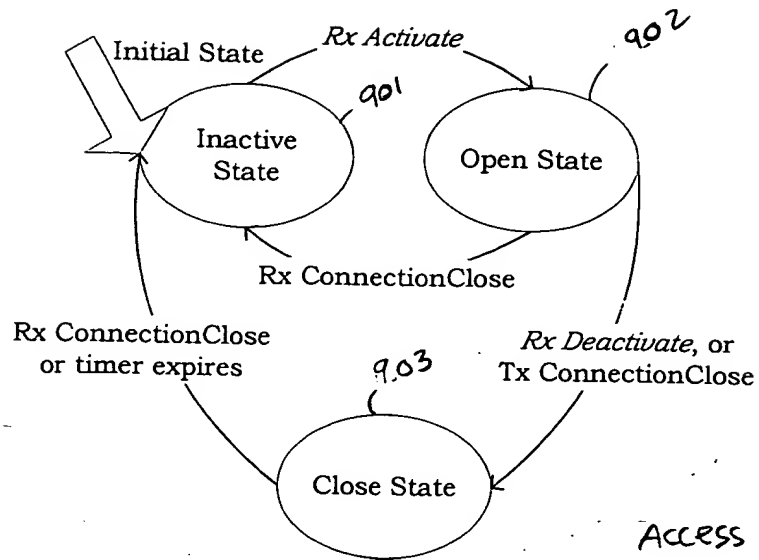 Initial State
Rx Activate
902
901
Inactive
State
Open State
Rx ConnectionClose
Rx ConnectionClose
or timer expires
Rx Deactivate, or
Tx ConnectionClose
903
Close State
Access